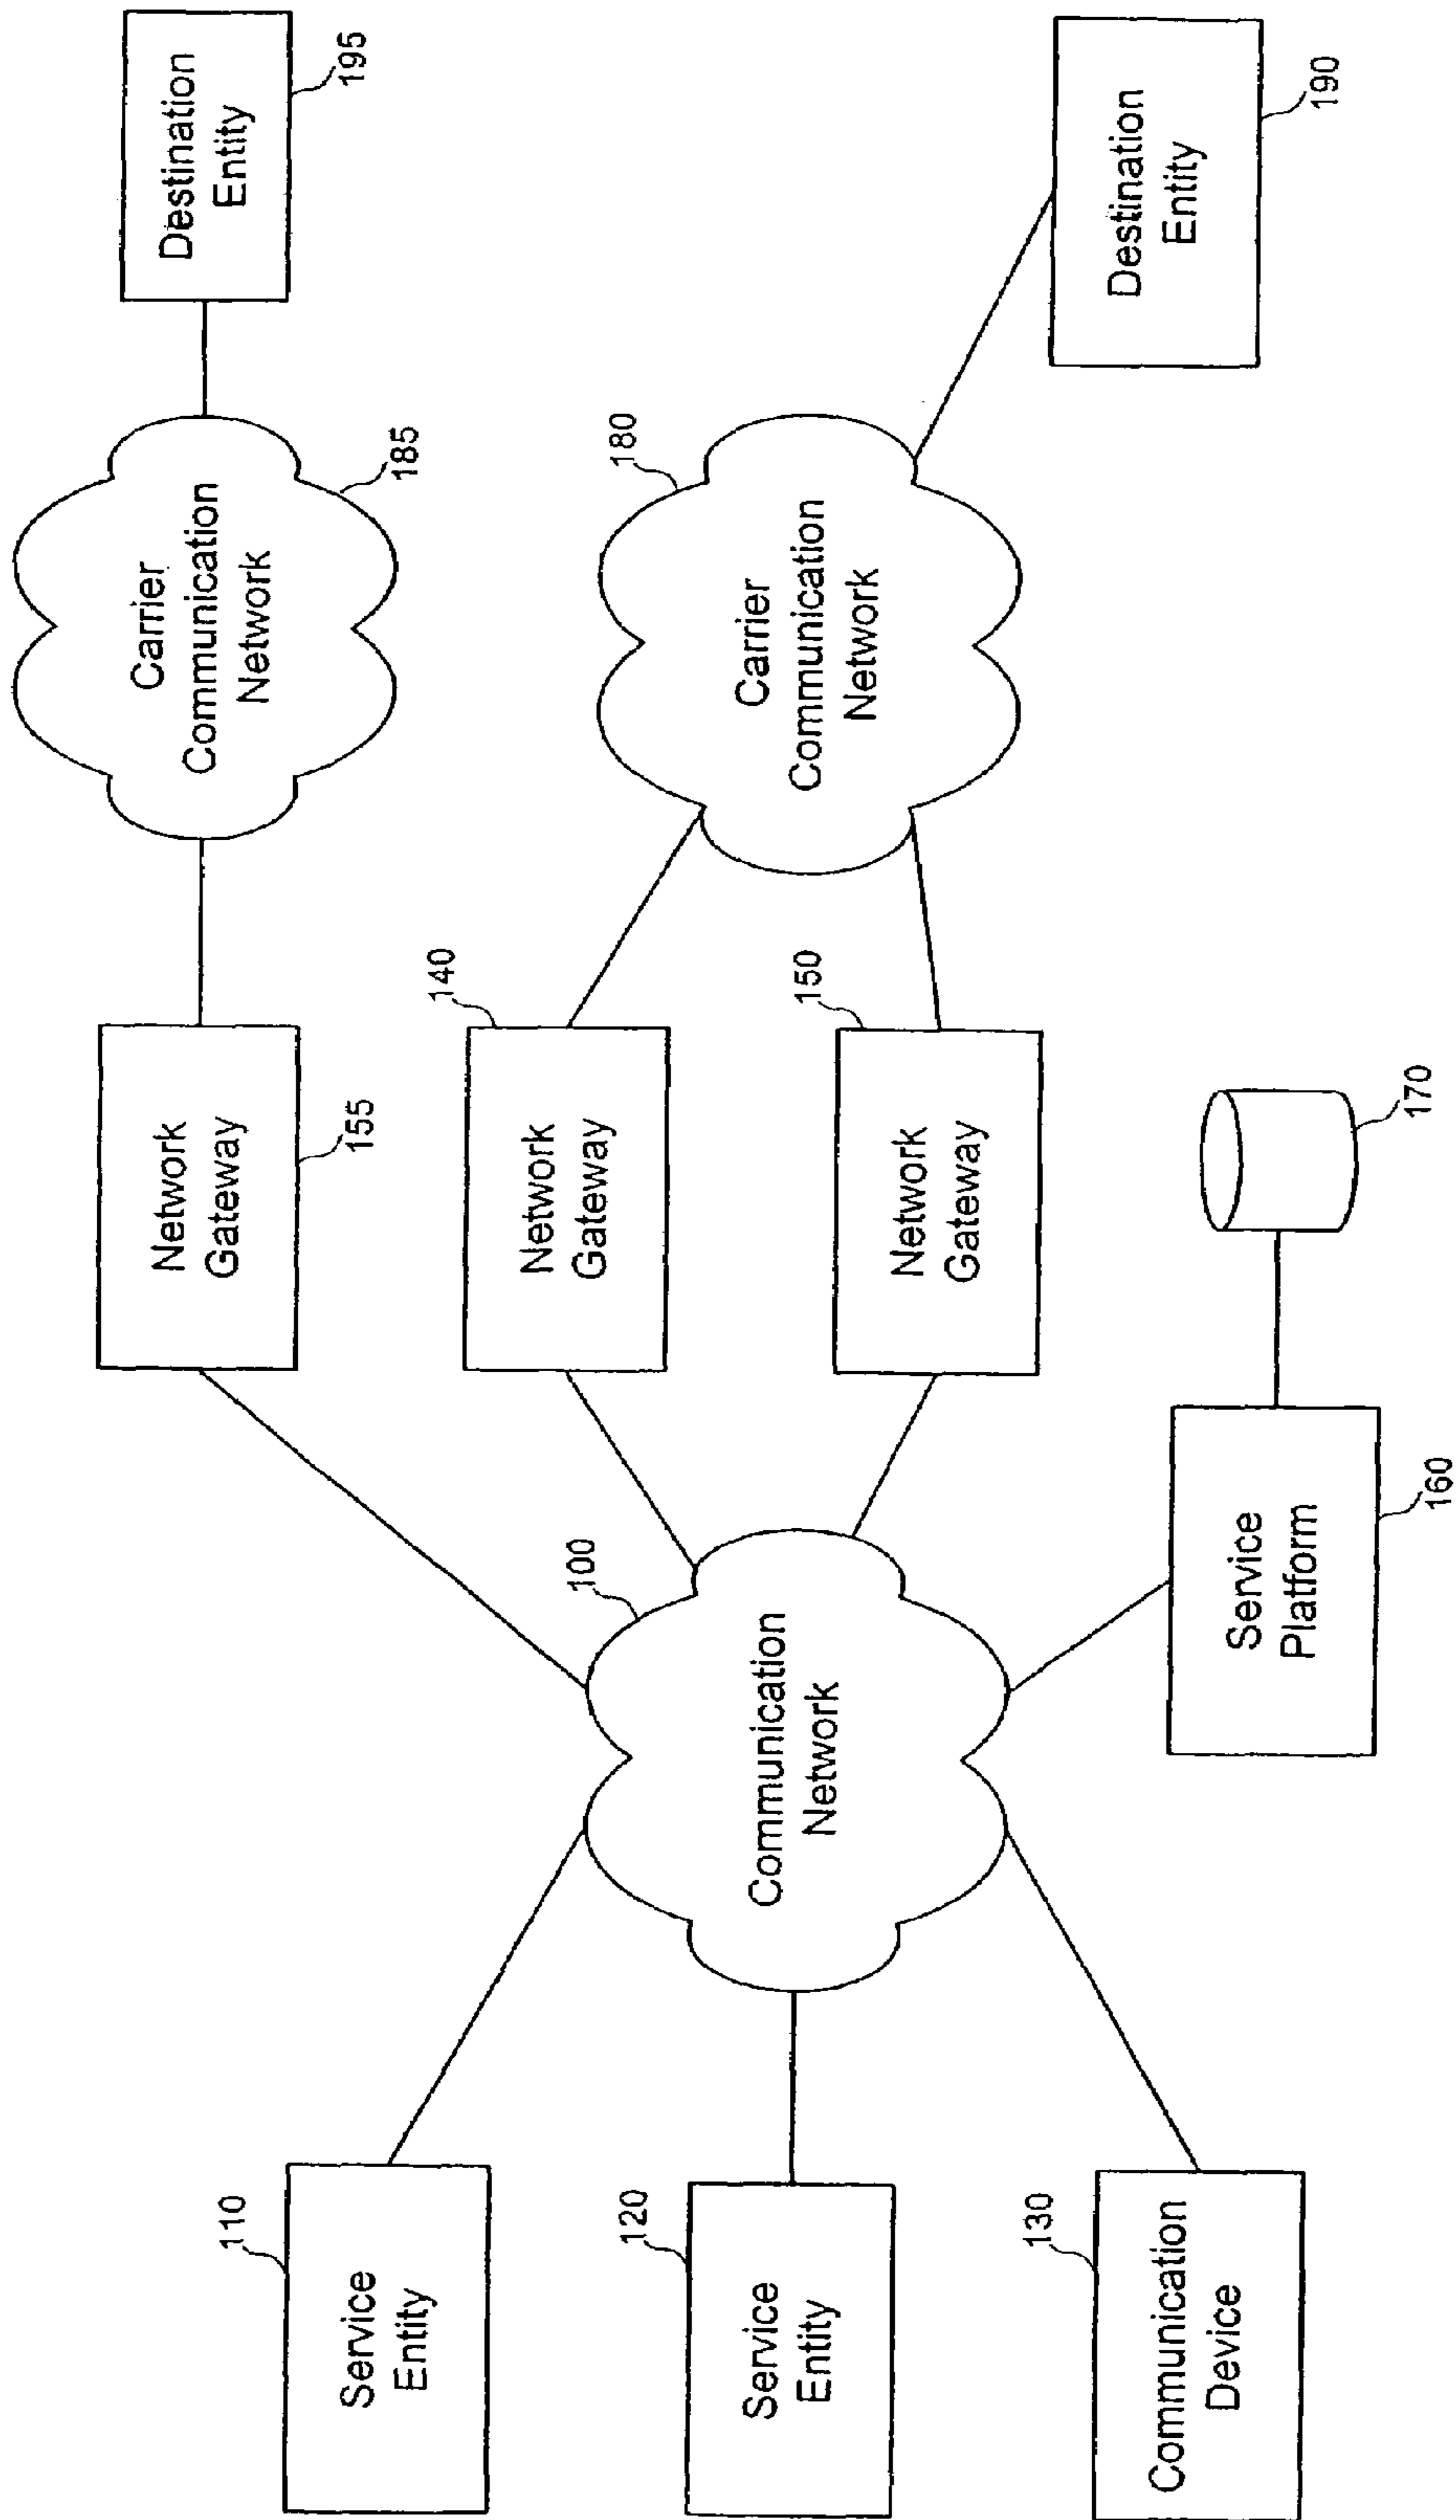 Service
Entity
110
Service
Entity
120
Communication
Device
130
Communication
Network
100
Service
Platform
160
170
Network
Gateway
155
Network
Gateway
140
Network
Gateway
150
Carrier
Communication
Network
185
Carrier
Communication
Network
180
Destination
Entity
195
Destination
Entity
190